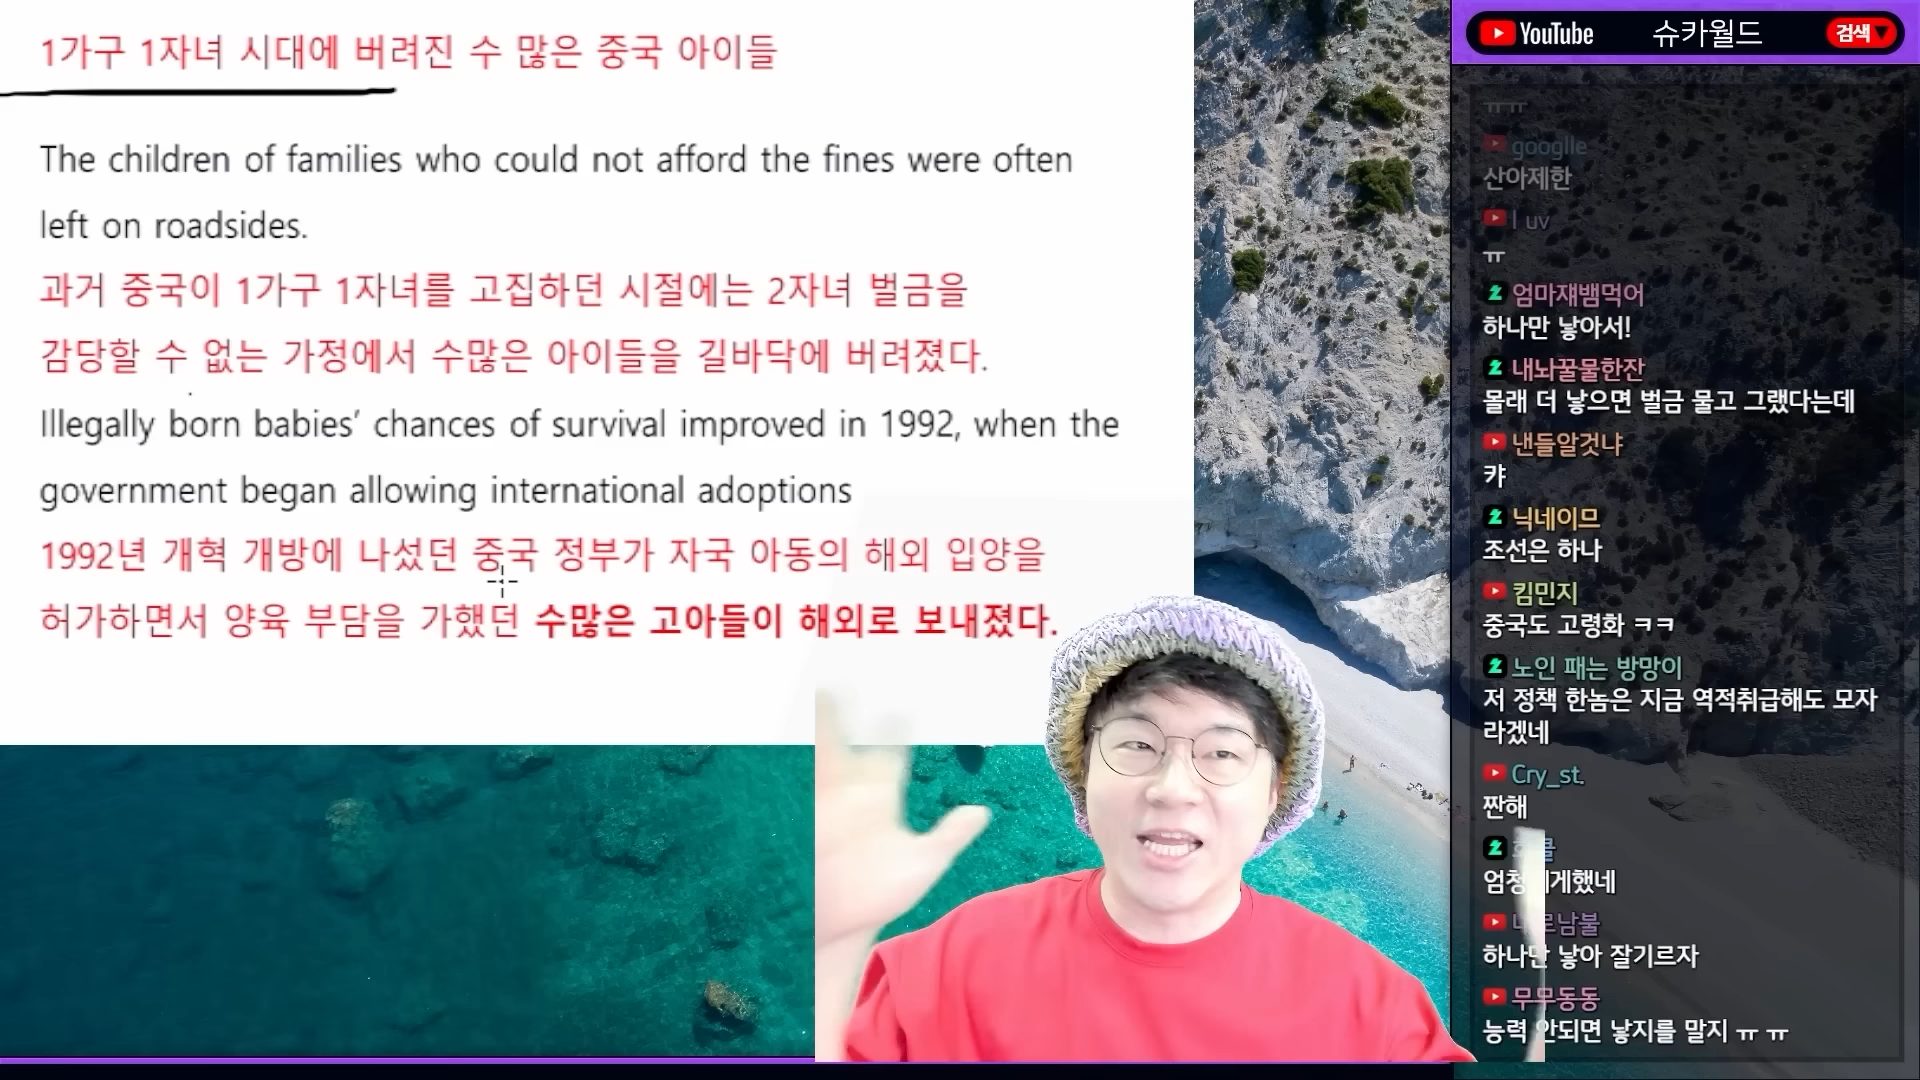 1가구 1자녀 시대에 버려진 수 많은 중국 아이들
The children of families who could not afford the fines were often
left on roadsides.
과거 중국이 1가구 1자녀를 고집하던 시절에는 2자녀 벌금을
감당할 수 없는 가정에서 수많은 아이들을 길바닥에 버려졌다.
Illegally born babies’ chances of survival improved in 1992, when the
government began allowing international adoptions
1992년 개혁 개방에 나섰던 중국 정부가 자국 아동의 해외 입양을
허가하면서 양육 부담을 가했던 수많은 고아들이 해외로 보내졌다.
YouTube 슈카월드 검색
ㅠㅠ
googlle
산아제한
l uv
ㅠ
엄마쟤뱀먹어
하나만 낳아서!
내놔꿀물한잔
몰래 더 낳으면 벌금 물고 그랬다는데
낸들알것냐
캬
닉네이므
조선은 하나
킴민지
중국도 고령화 ㅋㅋ
노인 패는 방망이
저 정책 한놈은 지금 역적취급해도 모자
라겠네
Cry_st.
짠해
하나만 낳아 잘기르자
무무동동
능력 안되면 낳지를 말지 ㅠ ㅠ